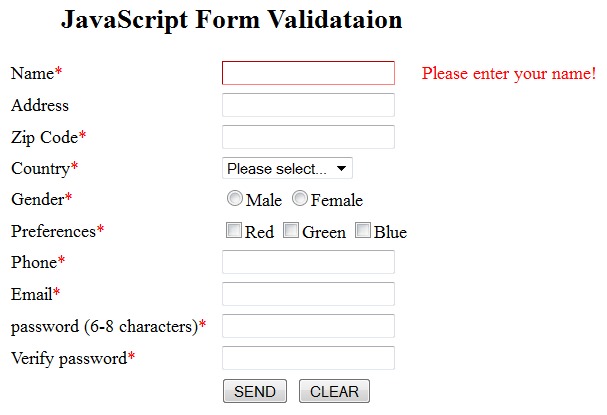 JavaScript Form Validataion
Name* Please enter your name!
Address
Zip Code*
Country* Please select...
Gender* Male Female
Preferences* Red Green Blue
Phone*
Email*
password (6-8 characters)*
Verify password*
SEND CLEAR